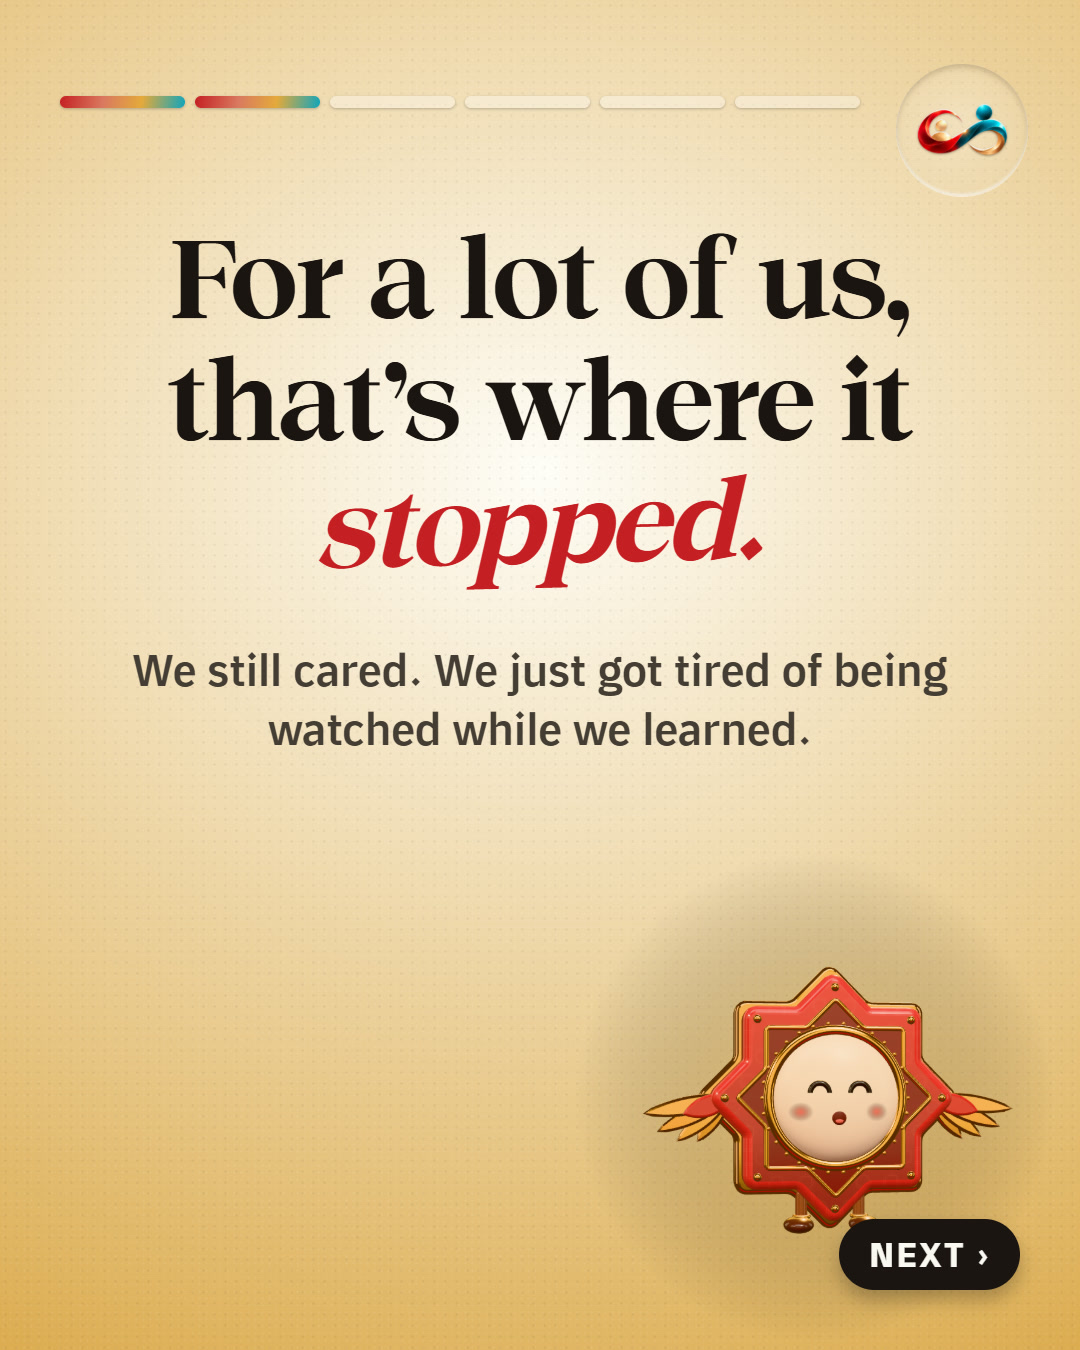 For a lot of us,
that’s where it
stopped.
We still cared. We just got tired of being
watched while we learned.
NEXT ›